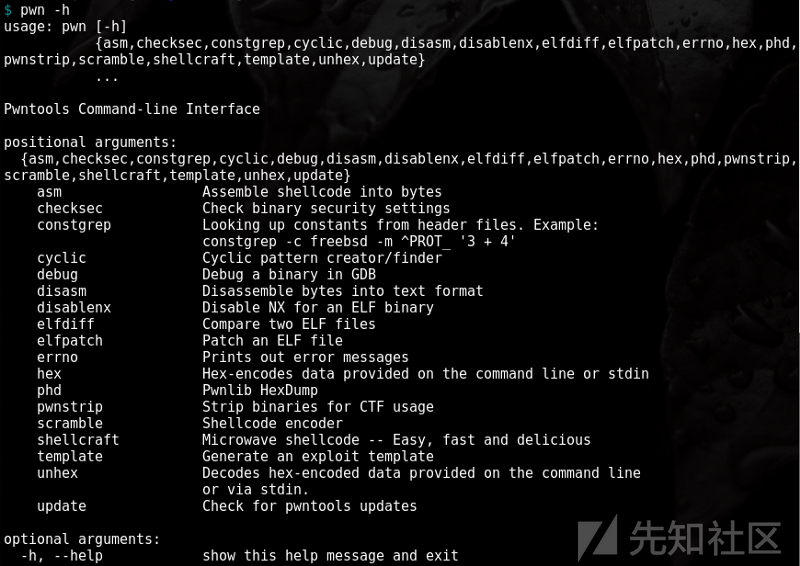 $ pwn -h
usage: pwn [-h]
           {asm,checksec,constgrep,cyclic,debug,disasm,disablenx,elfdiff,elfpatch,errno,hex,phd,
pwnstrip,scramble,shellcraft,template,unhex,update}
           ...

Pwntools Command-line Interface

positional arguments:
  {asm,checksec,constgrep,cyclic,debug,disasm,disablenx,elfdiff,elfpatch,errno,hex,phd,pwnstrip,
scramble,shellcraft,template,unhex,update}
    asm                 Assemble shellcode into bytes
    checksec            Check binary security settings
    constgrep           Looking up constants from header files. Example:
                        constgrep -c freebsd -m ^PROT_ '3 + 4'
    cyclic              Cyclic pattern creator/finder
    debug               Debug a binary in GDB
    disasm              Disassemble bytes into text format
    disablenx           Disable NX for an ELF binary
    elfdiff             Compare two ELF files
    elfpatch            Patch an ELF file
    errno               Prints out error messages
    hex                 Hex-encodes data provided on the command line or stdin
    phd                 Pwnlib HexDump
    pwnstrip            Strip binaries for CTF usage
    scramble            Shellcode encoder
    shellcraft          Microwave shellcode -- Easy, fast and delicious
    template            Generate an exploit template
    unhex               Decodes hex-encoded data provided on the command line
                        or via stdin.
    update              Check for pwntools updates

optional arguments:
  -h, --help            show this help message and exit
先知社区